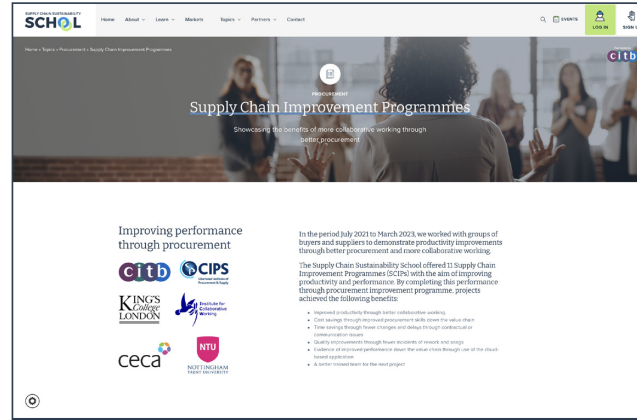 SUPPLY CHAIN SUSTAINABILITY
SCHOOL
Home About Learn Markets Topics Partners Contact
EVENTS
LOG IN
SIGN U
Home » Topics » Procurement » Supply Chain Improvement Programmes
citb
PROCUREMENT
Supply Chain Improvement Programmes
Showcasing the benefits of more collaborative working through
better procurement
Improving performance
through procurement
citb
CIPS
Chartered Institute of
Procurement & Supply
KING'S
College
LONDON
Institute for
Collaborative
Working
ceca
NTU
NOTTINGHAM
TRENT UNIVERSITY
In the period July 2021 to March 2023, we worked with groups of
buyers and suppliers to demonstrate productivity improvements
through better procurement and more collaborative working.
The Supply Chain Sustainability School offered 11 Supply Chain
Improvement Programmes (SCIPs) with the aim of improving
productivity and performance. By completing this performance
through procurement improvement programme, projects
achieved the following benefits:
Improved productivity through better collaborative working
Cost savings through improved procurement skills down the value chain
Time savings through fewer changes and delays through contractual or
communication issues
Quality improvements through fewer incidents of rework and snags
Evidence of improved performance down the value chain through use of the cloud-
based application
A better trained team for the next project